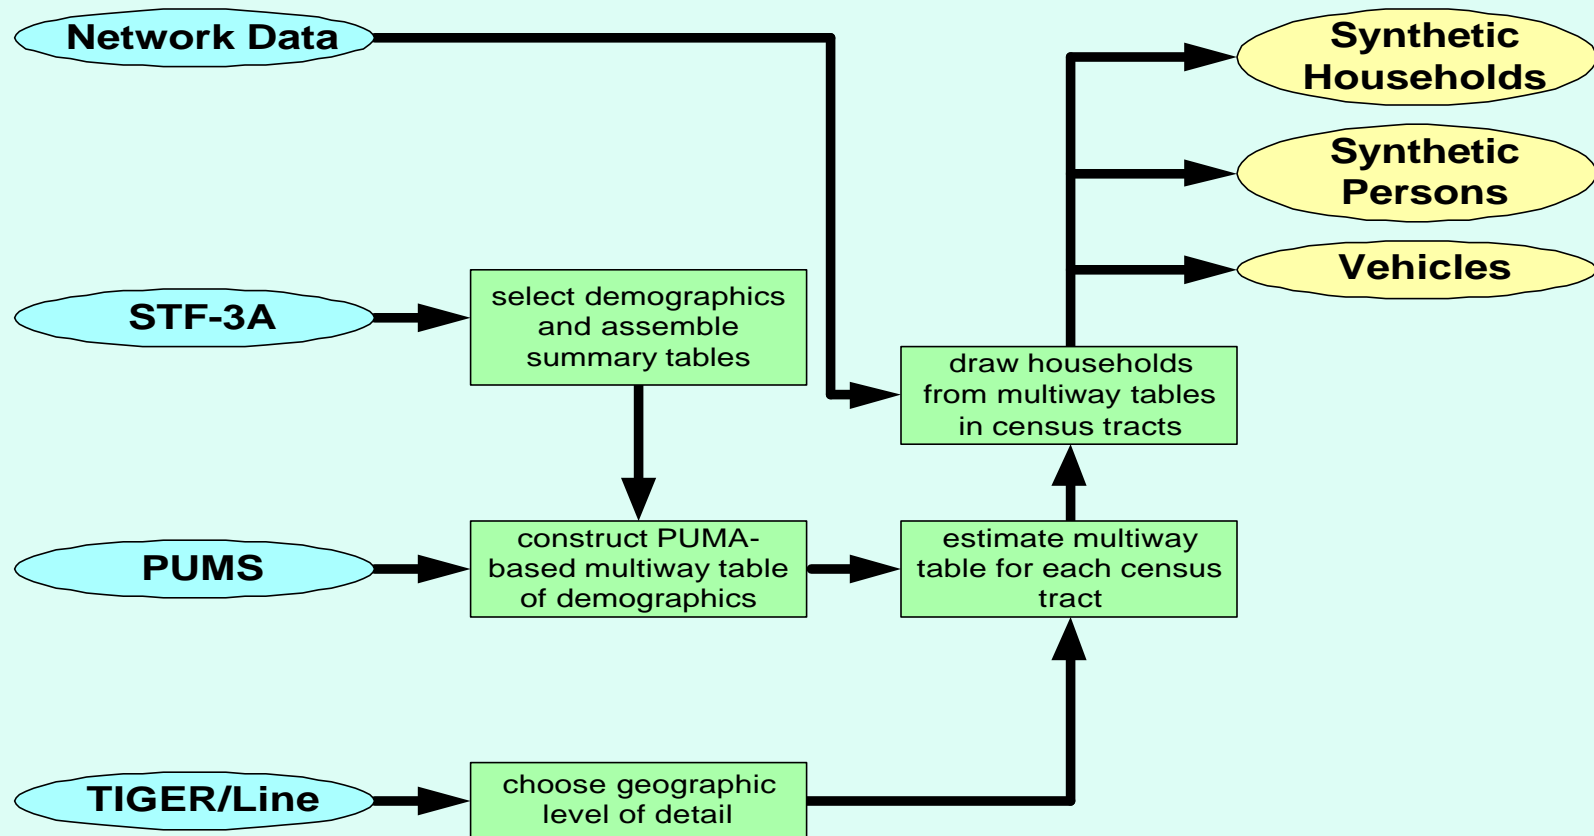 Network Data
Synthetic
Households
Synthetic
Persons
Vehicles
STF-3A
select demographics
and assemble
summary tables
draw households
from multiway tables
in census tracts
PUMS
construct PUMA-
based multiway table
of demographics
estimate multiway
table for each census
tract
TIGER/Line
choose geographic
level of detail